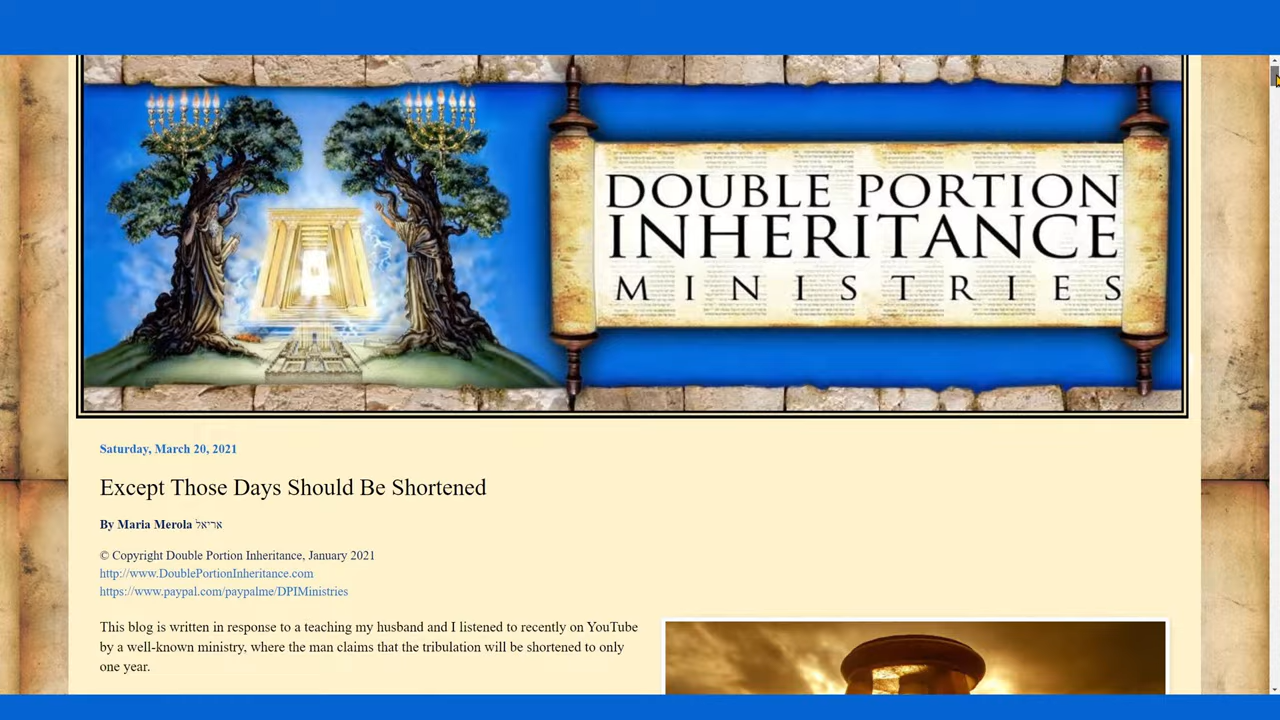 DOUBLE PORTION
INHERITANCE
MINISTRIES
Saturday, March 20, 2021
Except Those Days Should Be Shortened
By Maria Merola אריאל
© Copyright Double Portion Inheritance, January 2021
http://www.DoublePortionInheritance.com
https://www.paypal.com/paypalme/DPIMinistries
This blog is written in response to a teaching my husband and I listened to recently on YouTube
by a well-known ministry, where the man claims that the tribulation will be shortened to only
one year.